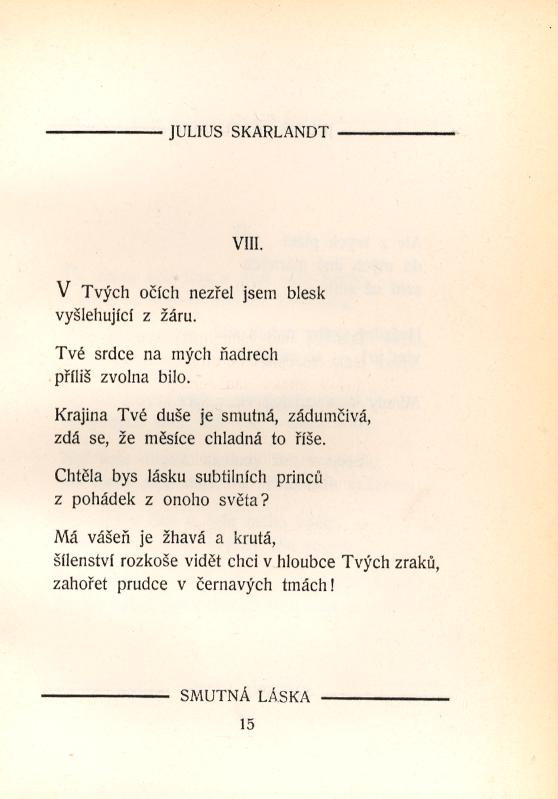 JULIUS SKARLANDT
VIII.
V Tvých očích nezřel jsem blesk
vyšlehující z žáru.
Tvé srdce na mých ňadrech
příliš zvolna bilo.
Krajina Tvé duše je smutná, zádumčivá,
zdá se, že měsíce chladná to říše.
Chtěla bys lásku subtilních princů
z pohádek z onoho světa?
Má vášeň je žhavá a krutá,
šílenství rozkoše vidět chci v hloubce Tvých zraků,
zahořet prudce v černavých tmách!
SMUTNÁ LÁSKA
15